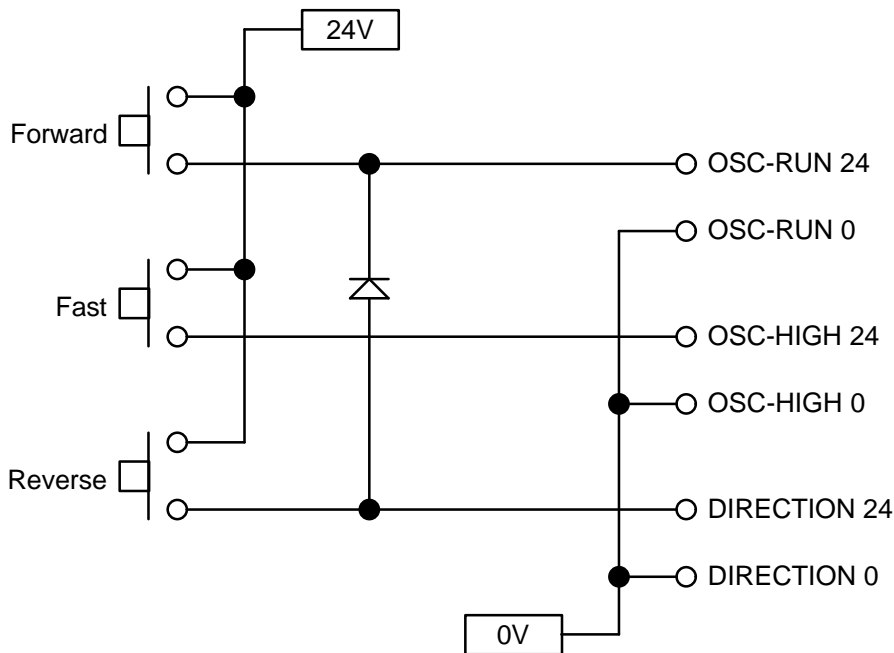 24V
Forward
OSC-RUN 24
OSC-RUN 0
Fast
OSC-HIGH 24
OSC-HIGH 0
Reverse
DIRECTION 24
DIRECTION 0
0V